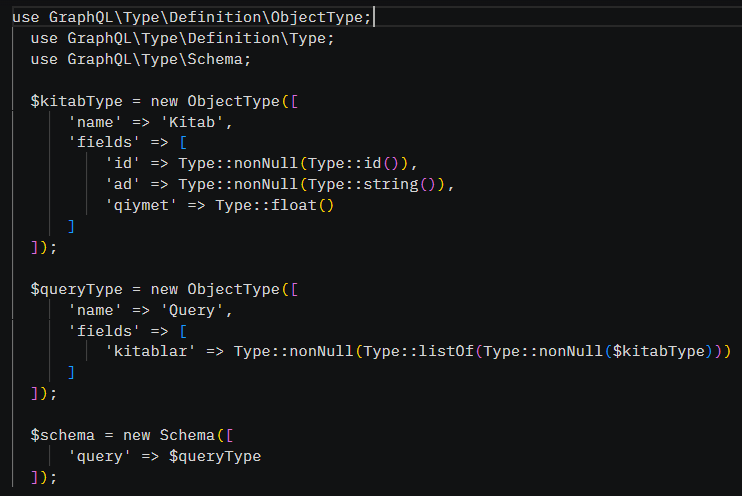 use GraphQL\Type\Definition\ObjectType;
use GraphQL\Type\Definition\Type;
use GraphQL\Type\Schema;
$kitabType = new ObjectType([
'name' => 'Kitab',
'fields' => [
'id' => Type::nonNull(Type::id()),
'ad' => Type::nonNull(Type::string()),
'qiymet' => Type::float()
]
]);
$queryType = new ObjectType([
'name' => 'Query',
'fields' => [
'kitablar' => Type::nonNull(Type::listOf(Type::nonNull($kitabType)))
]
]);
$schema = new Schema([
'query' => $queryType
]);